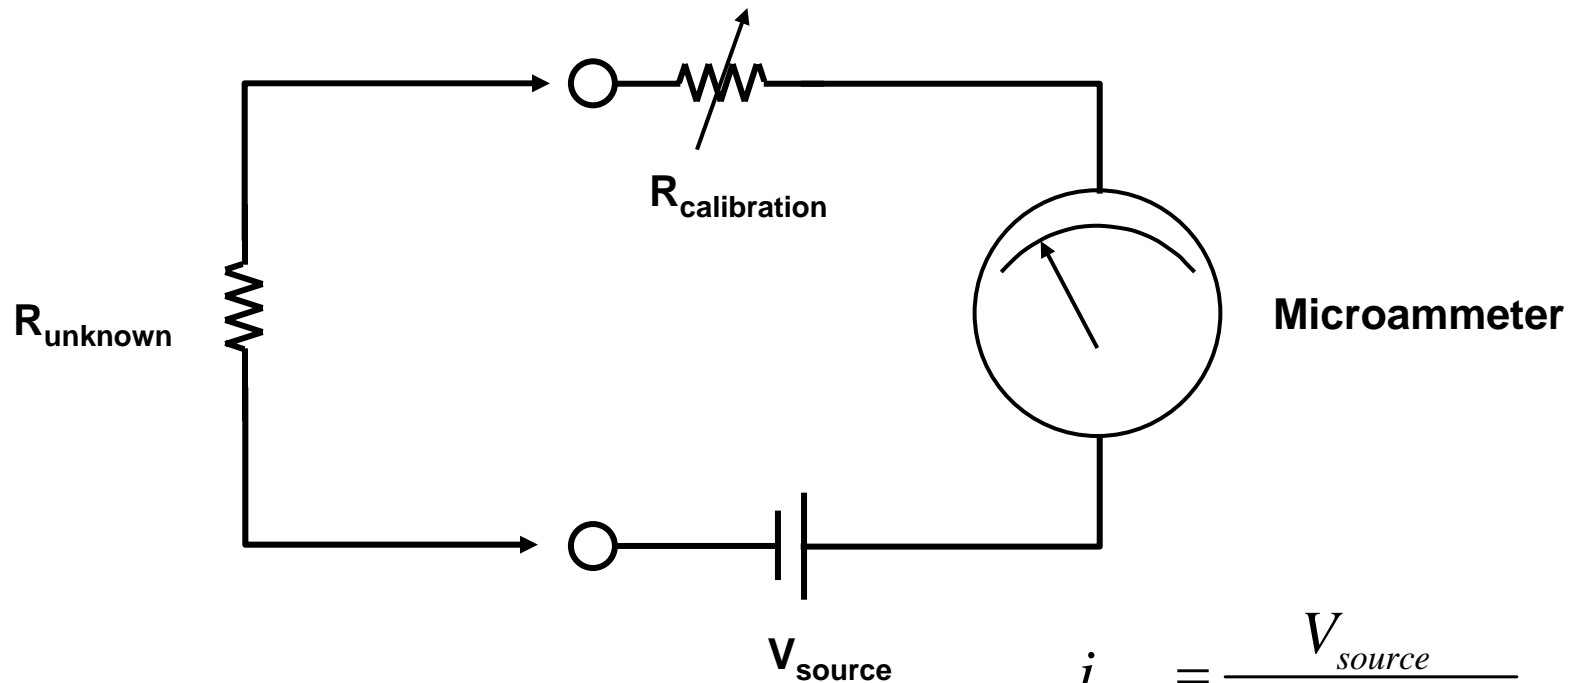 R_calibration
R_unknown
Microammeter
V_source
i = V_source